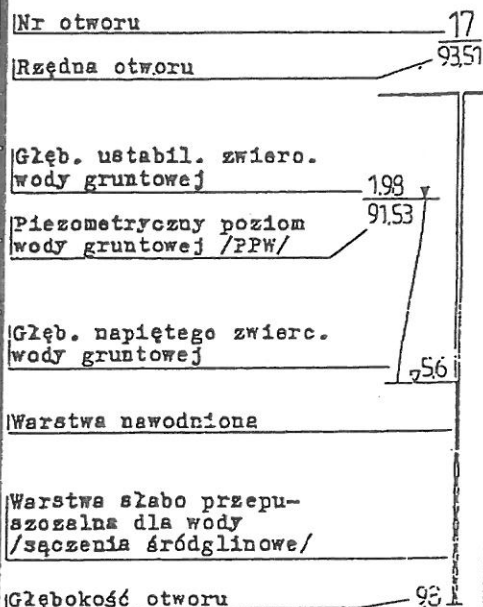 Nr otworu 17
Rzędna otworu 93,51
Głęb. ustabil. zwierc.
wody gruntowej 1.98
Piezometryczny poziom 91.53
wody gruntowej /PPW/
Głęb. napiętego zwierc.
wody gruntowej 5.6
Warstwa nawodniona
Warstwa słabo przepu-
szczalna dla wody
/sączenia śródglinowe/
Głębokość otworu